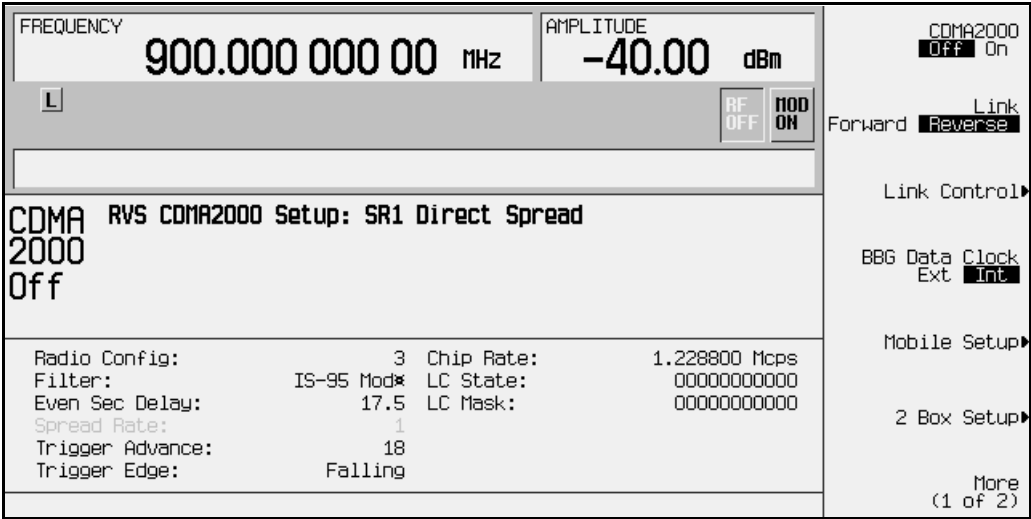 FREQUENCY
900.000 000 00 MHz
AMPLITUDE
-40.00 dBm
L
RF OFF
MOD ON
CDMA 2000 Off
RVS CDMA2000 Setup: SR1 Direct Spread
Radio Config: 3 Chip Rate: 1.228800 Mcps
Filter: IS-95 Mod¤ LC State: 00000000000
Even Sec Delay: 17.5 LC Mask: 00000000000
Spread Rate: 1
Trigger Advance: 18
Trigger Edge: Falling
CDMA2000
Off On
Link
Forward Reverse
Link Control
BBG Data Clock
Ext Int
Mobile Setup
2 Box Setup
More
(1 of 2)